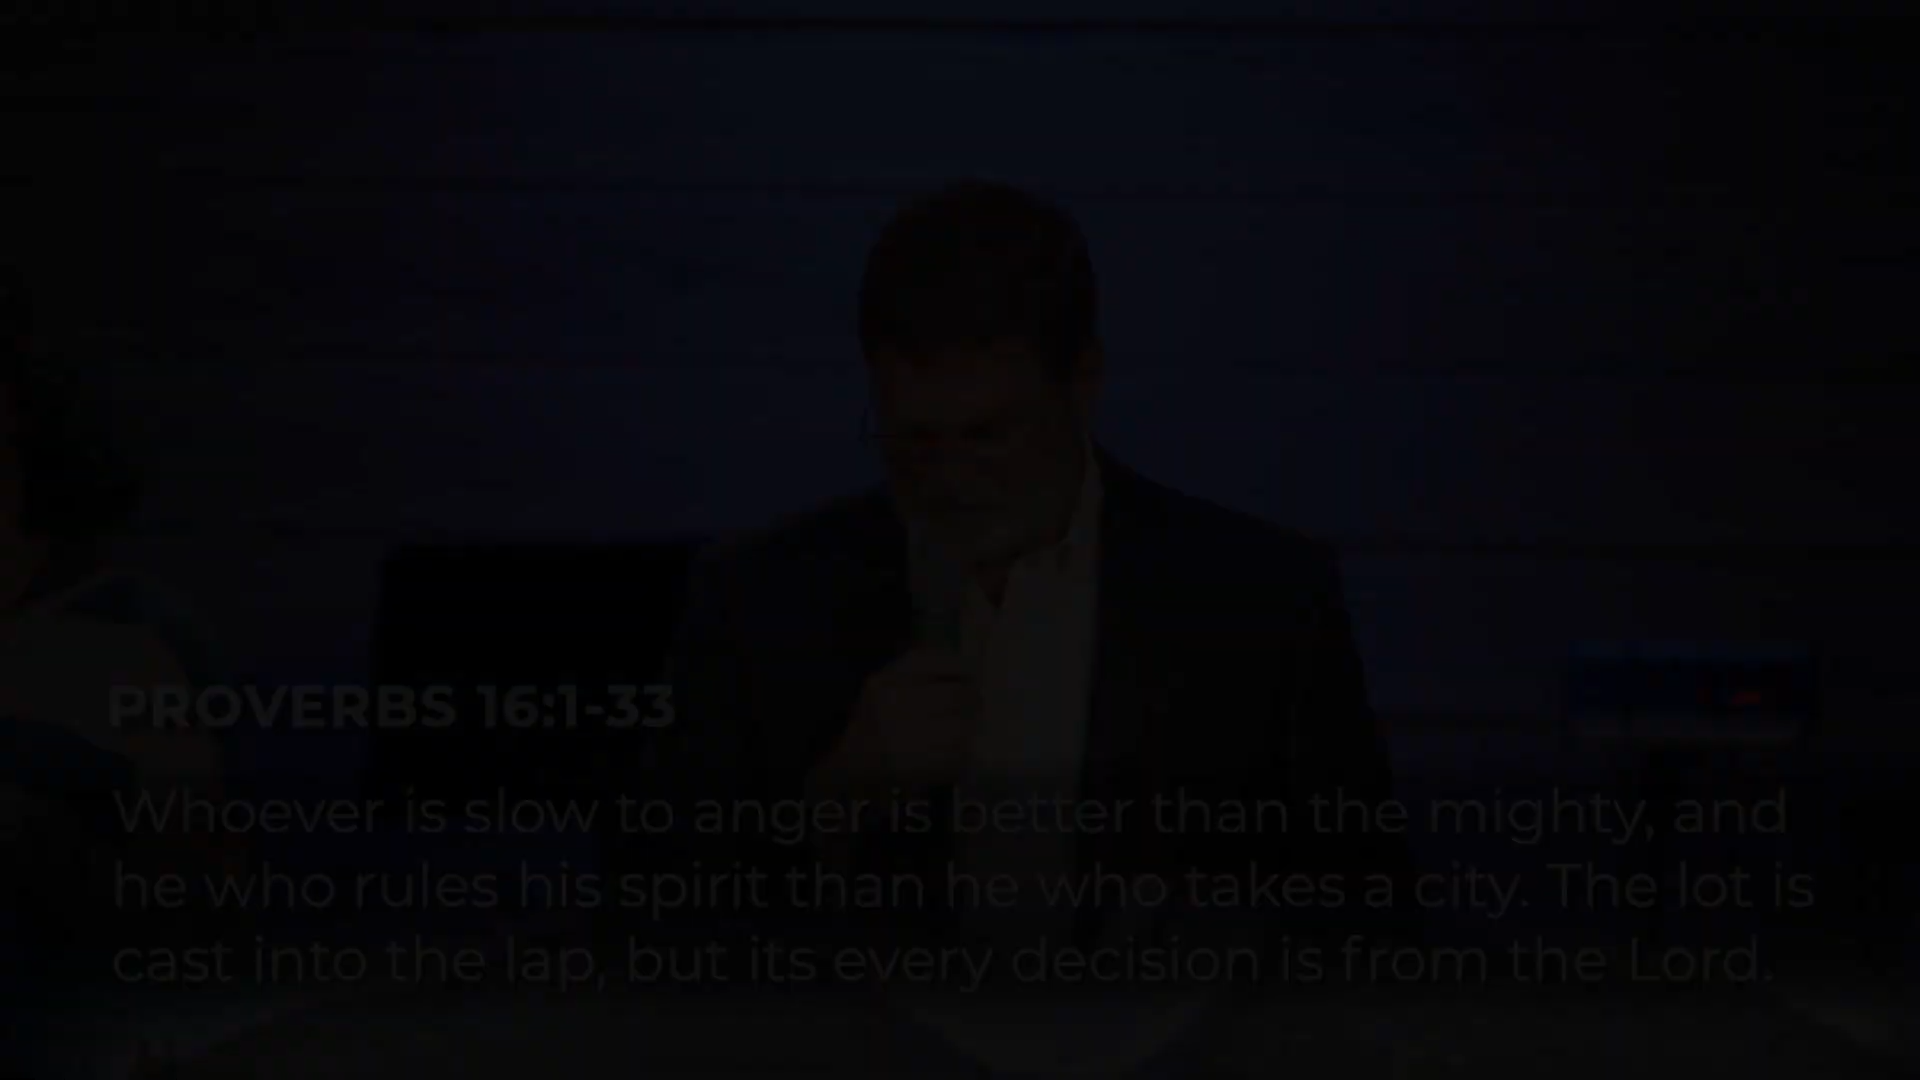 PROVERBS 16:1-33
Whoever is slow to anger is better than the mighty, and
he who rules his spirit than he who takes a city. The lot is
cast into the lap, but its every decision is from the Lord.